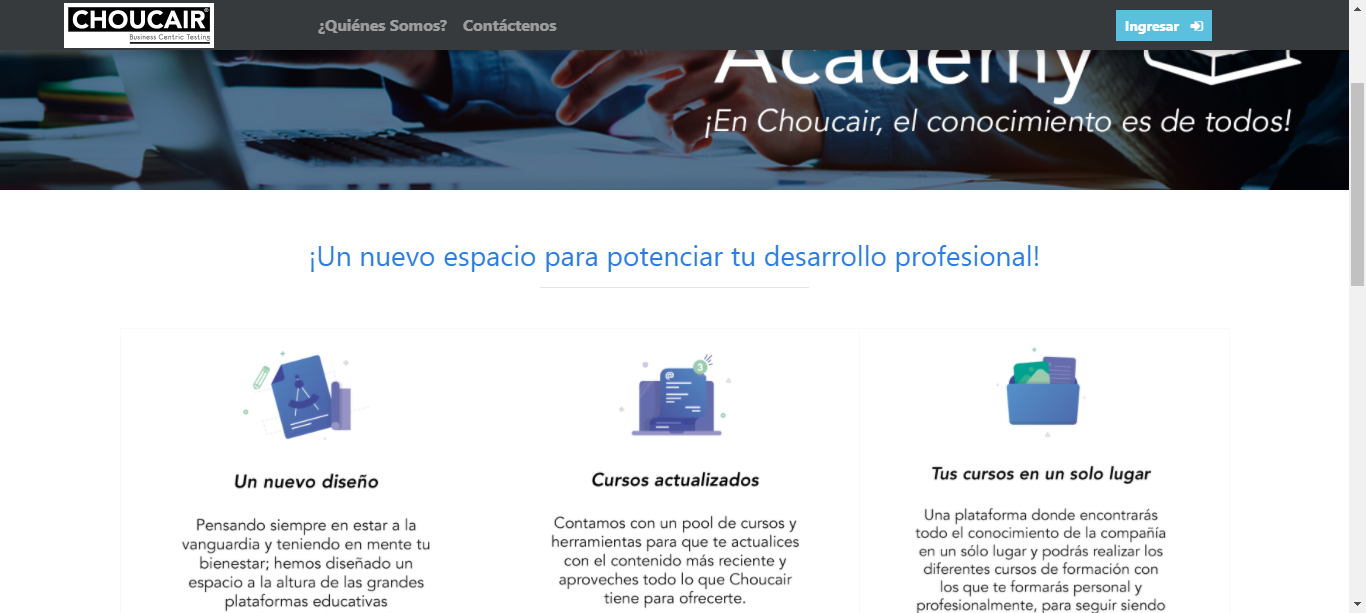 CHOUCAIR®
Business Centric Testing
¿Quiénes Somos? Contáctenos
Ingresar
Academy
¡En Choucair, el conocimiento es de todos!
¡Un nuevo espacio para potenciar tu desarrollo profesional!
Un nuevo diseño
Pensando siempre en estar a la
vanguardia y teniendo en mente tu
bienestar; hemos diseñado un
espacio a la altura de las grandes
plataformas educativas
3
Cursos actualizados
Contamos con un pool de cursos y
herramientas para que te actualices
con el contenido más reciente y
aproveches todo lo que Choucair
tiene para ofrecerte.
Tus cursos en un solo lugar
Una plataforma donde encontrarás
todo el conocimiento de la compañía
en un sólo lugar y podrás realizar los
diferentes cursos de formación con
los que te formarás personal y
profesionalmente, para seguir siendo